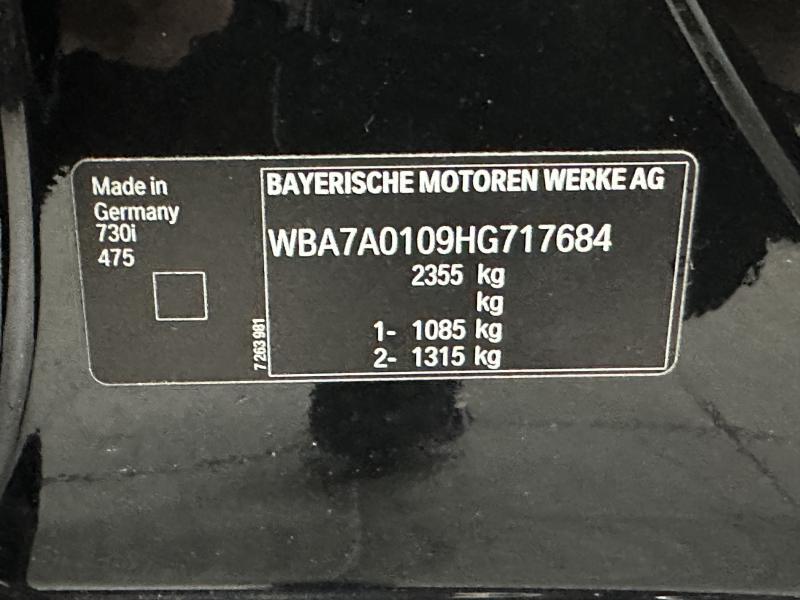 Made in
Germany
730i
475
7 263 981
BAYERISCHE MOTOREN WERKE AG
WBA7A0109HG717684
2355 kg
kg
1- 1085 kg
2- 1315 kg